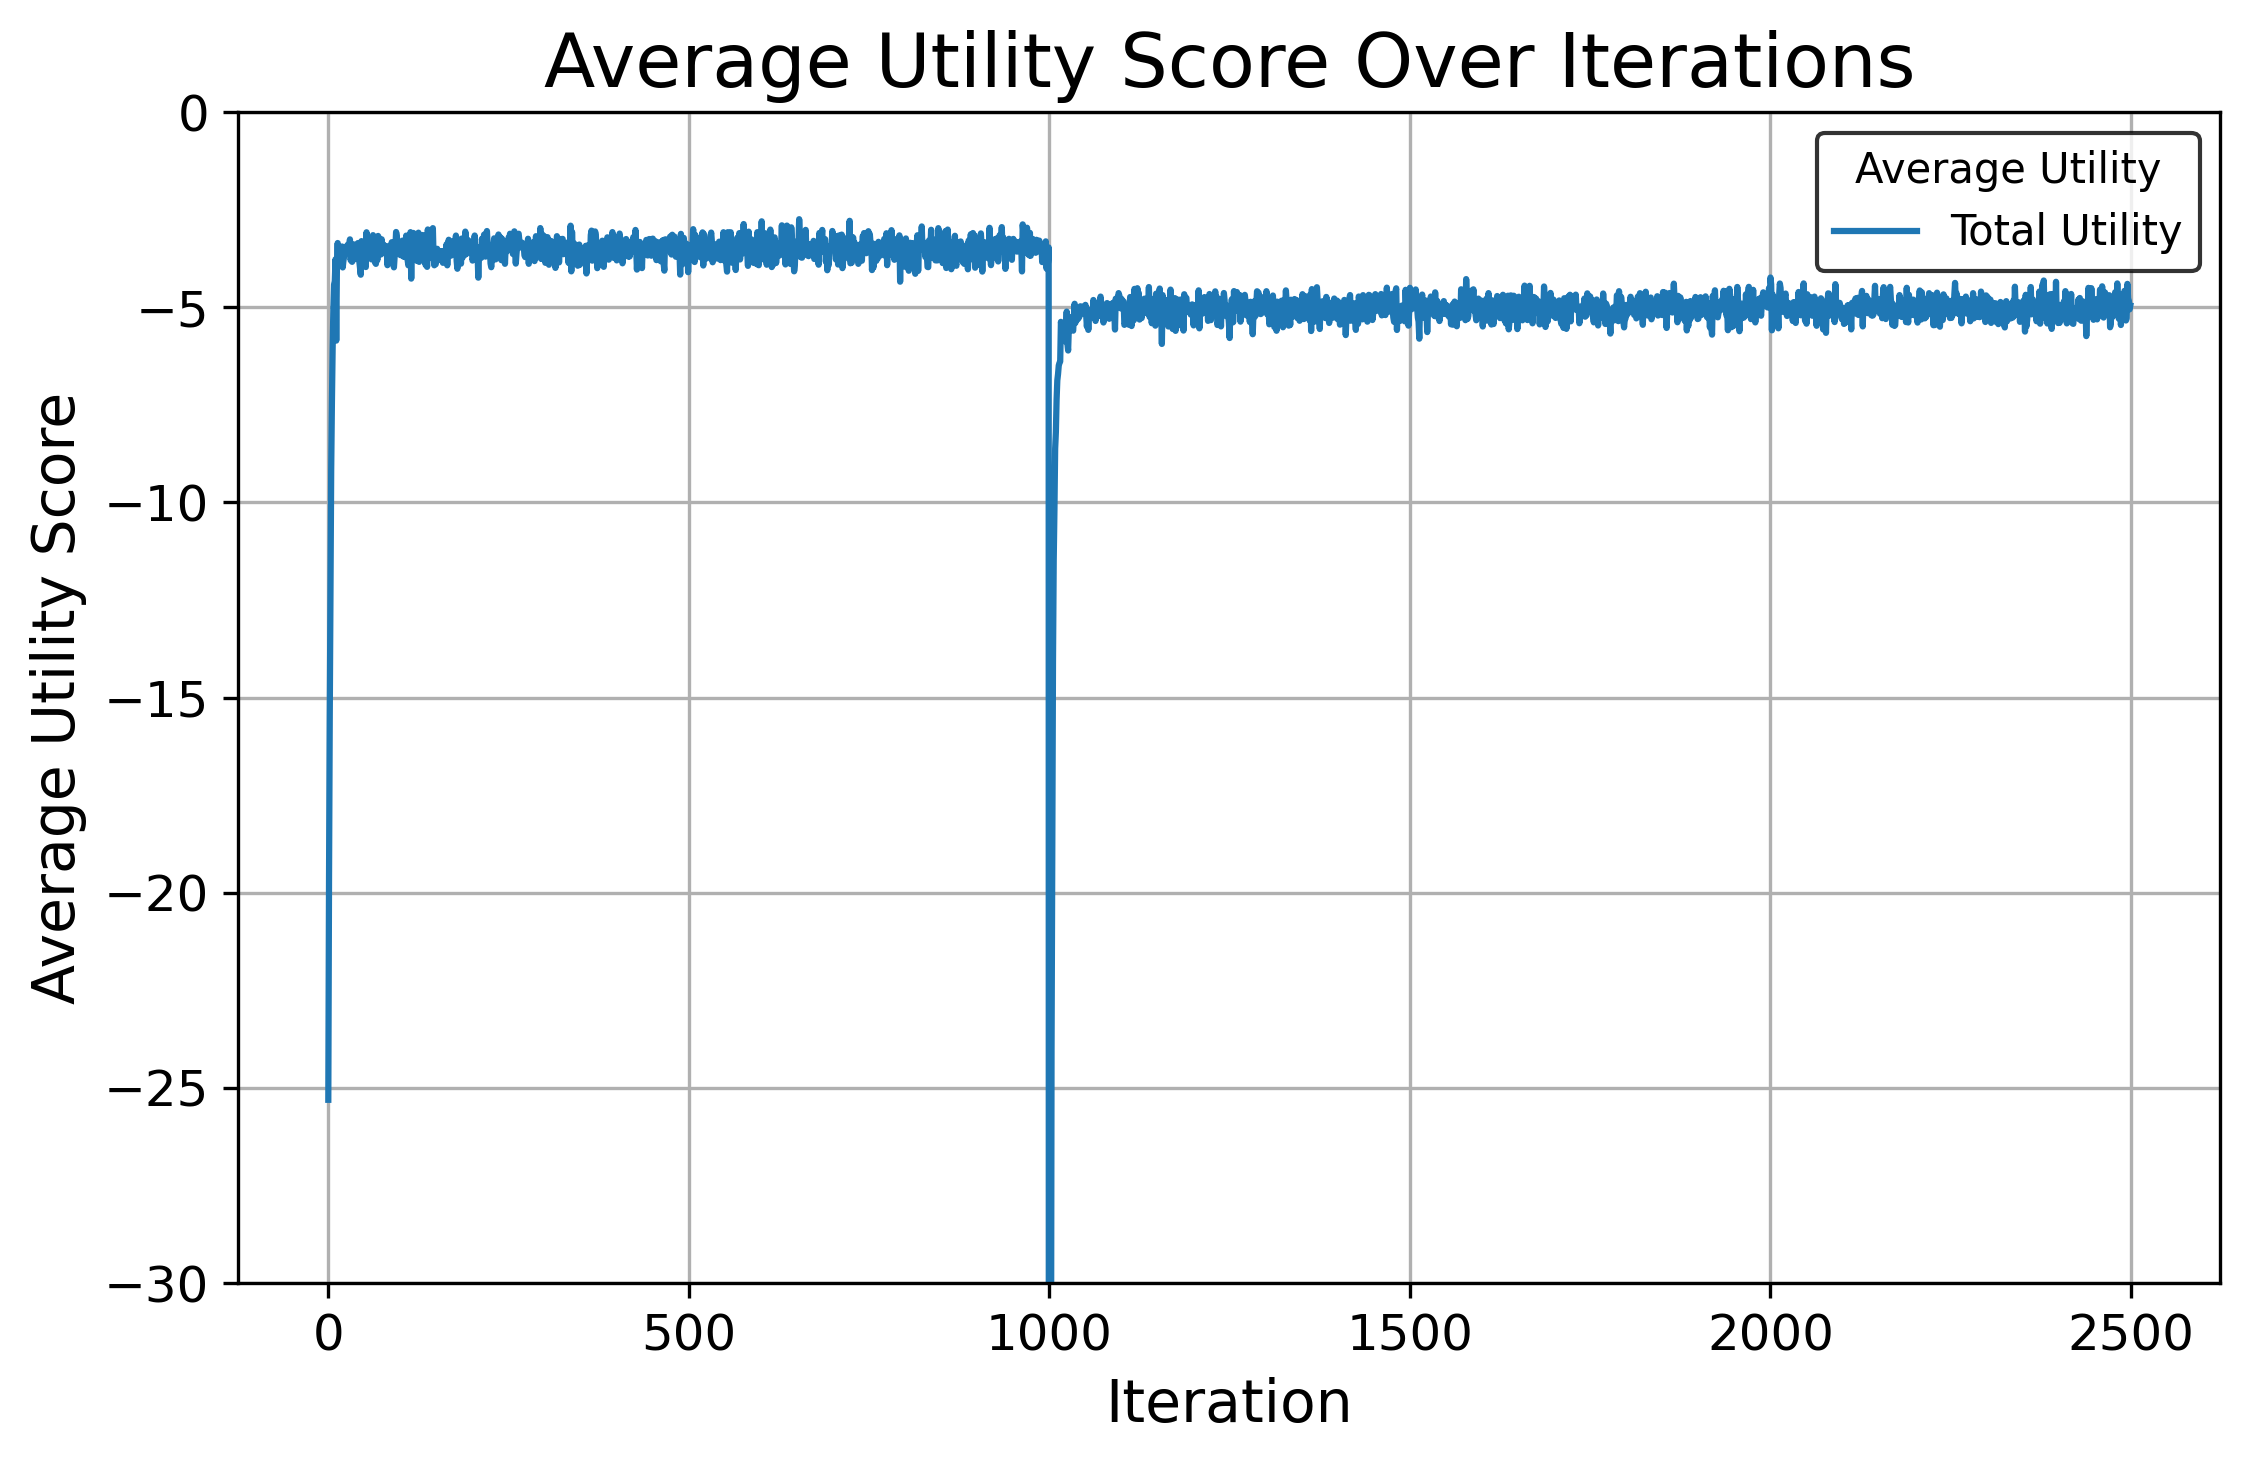 Average Utility Score Over Iterations
Average Utility
Total Utility
Average Utility Score
0
−5
−10
−15
−20
−25
−30
0 500 1000 1500 2000 2500
Iteration